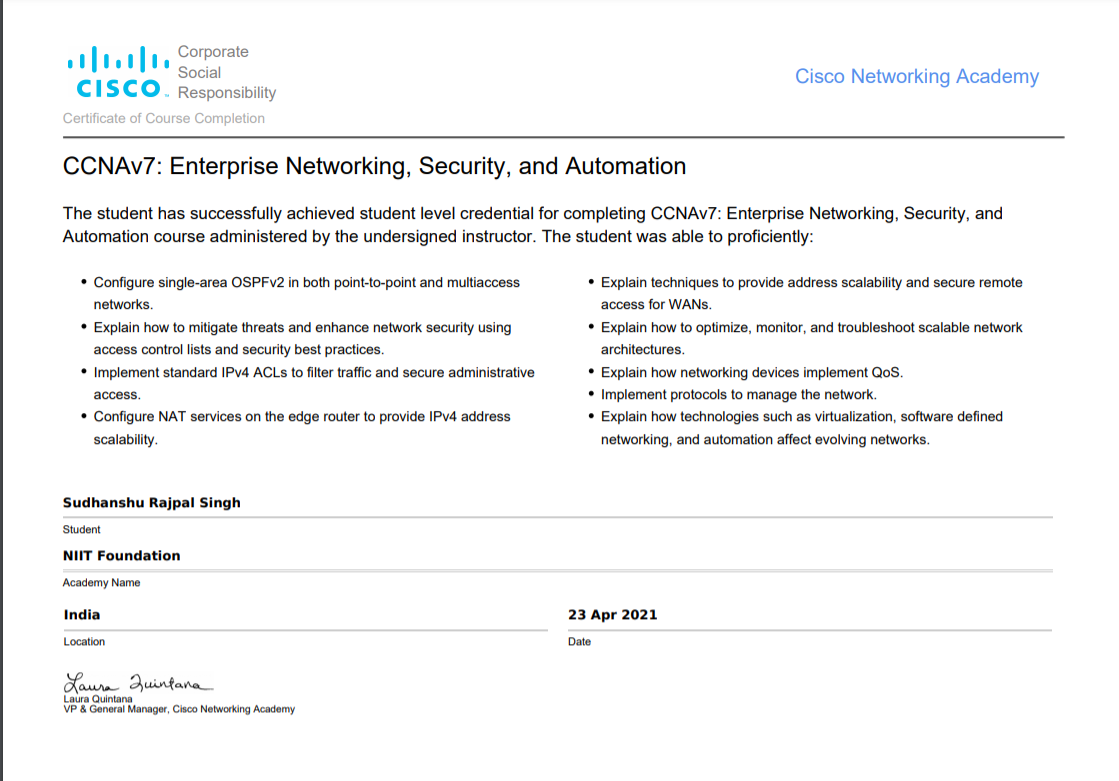 Corporate
Social
Responsibility
CISCO
Cisco Networking Academy
Certificate of Course Completion
CCNAv7: Enterprise Networking, Security, and Automation
The student has successfully achieved student level credential for completing CCNAv7: Enterprise Networking, Security, and
Automation course administered by the undersigned instructor. The student was able to proficiently:
• Configure single-area OSPFv2 in both point-to-point and multiaccess
networks.
• Explain how to mitigate threats and enhance network security using
access control lists and security best practices.
• Implement standard IPv4 ACLs to filter traffic and secure administrative
access.
• Configure NAT services on the edge router to provide IPv4 address
scalability.
• Explain techniques to provide address scalability and secure remote
access for WANs.
• Explain how to optimize, monitor, and troubleshoot scalable network
architectures.
• Explain how networking devices implement QoS.
• Implement protocols to manage the network.
• Explain how technologies such as virtualization, software defined
networking, and automation affect evolving networks.
Sudhanshu Rajpal Singh
Student
NIIT Foundation
Academy Name
India
Location
23 Apr 2021
Date
Laura Quintana
Laura Quintana
VP & General Manager, Cisco Networking Academy